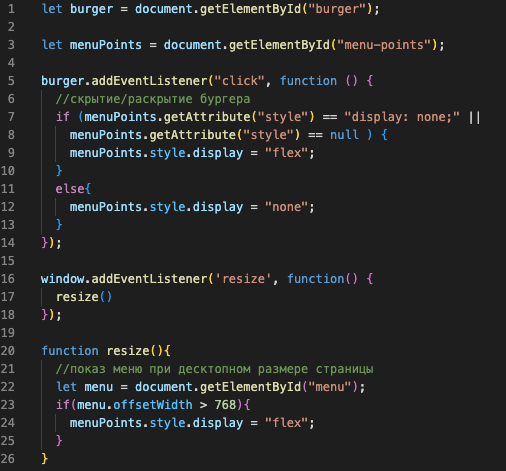 1 let burger = document.getElementById("burger");
2
3 let menuPoints = document.getElementById("menu-points");
4
5 burger.addEventListener("click", function () {
6 //скрытие/раскрытие бургера
7 if (menuPoints.getAttribute("style") == "display: none;" ||
8 menuPoints.getAttribute("style") == null ) {
9 menuPoints.style.display = "flex";
10 }
11 else{
12 menuPoints.style.display = "none";
13 }
14 });
15
16 window.addEventListener('resize', function() {
17 resize()
18 });
19
20 function resize(){
21 //показ меню при десктопном размере страницы
22 let menu = document.getElementById("menu");
23 if(menu.offsetWidth > 768){
24 menuPoints.style.display = "flex";
25 }
26 }